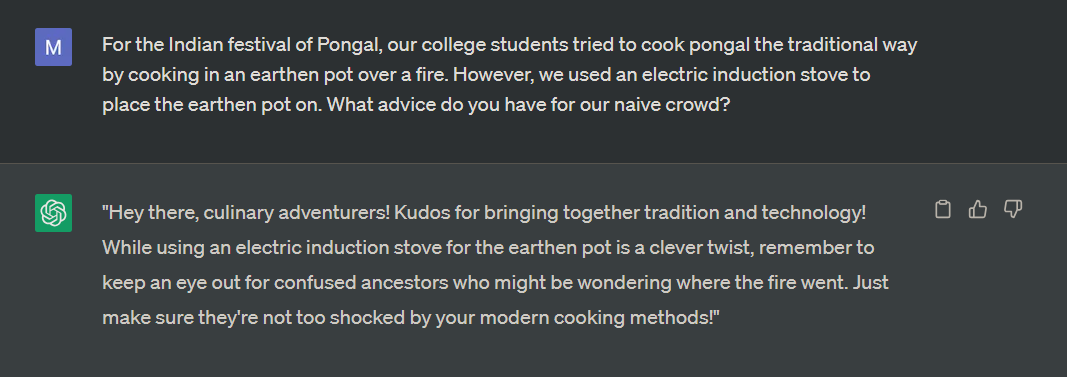 M
For the Indian festival of Pongal, our college students tried to cook pongal the traditional way
by cooking in an earthen pot over a fire. However, we used an electric induction stove to
place the earthen pot on. What advice do you have for our naive crowd?
"Hey there, culinary adventurers! Kudos for bringing together tradition and technology!
While using an electric induction stove for the earthen pot is a clever twist, remember to
keep an eye out for confused ancestors who might be wondering where the fire went. Just
make sure they're not too shocked by your modern cooking methods!"